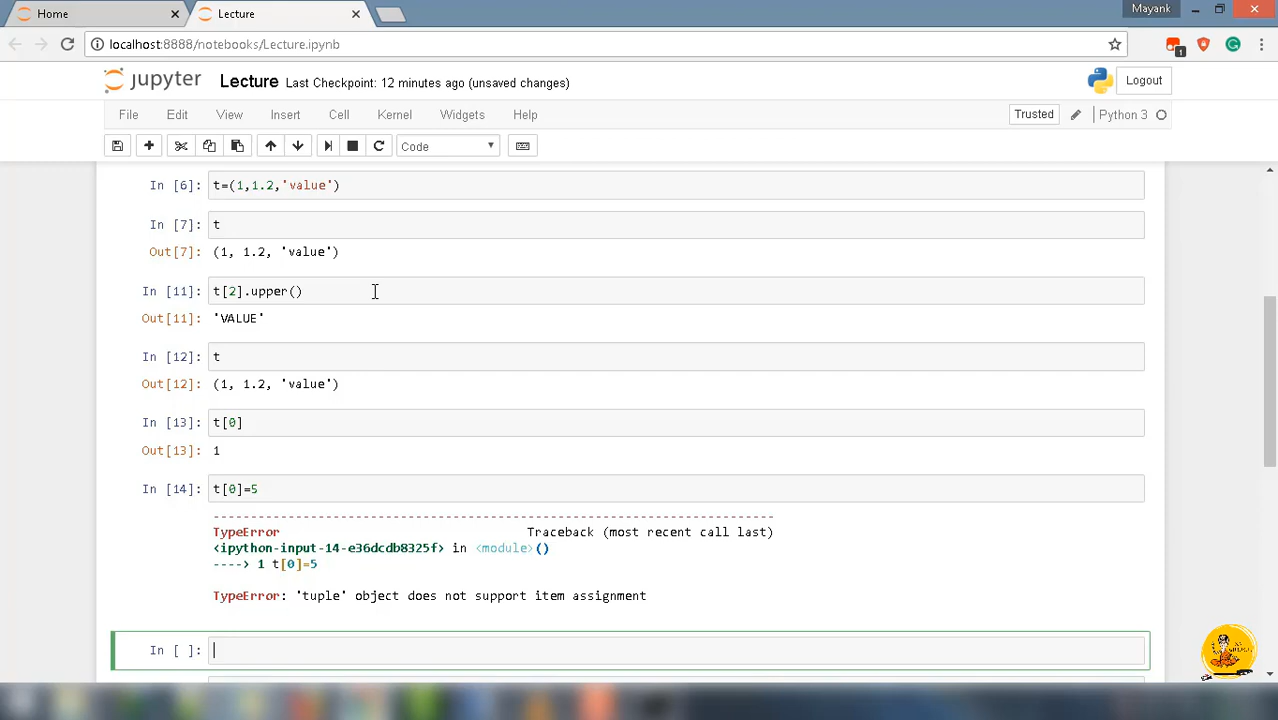 Home
Lecture
Mayank
localhost:8888/notebooks/Lecture.ipynb
1
jupyter Lecture Last Checkpoint: 12 minutes ago (unsaved changes)
Logout
File Edit View Insert Cell Kernel Widgets Help
Trusted
Python 3
Code
In [6]: t=(1,1.2,'value')
In [7]: t
Out[7]: (1, 1.2, 'value')
In [11]: t[2].upper()
Out[11]: 'VALUE'
In [12]: t
Out[12]: (1, 1.2, 'value')
In [13]: t[0]
Out[13]: 1
In [14]: t[0]=5
---------------------------------------------------------------------------
TypeError Traceback (most recent call last)
<ipython-input-14-e36dcdb8325f> in <module>()
----> 1 t[0]=5
TypeError: 'tuple' object does not support item assignment
In [ ]: